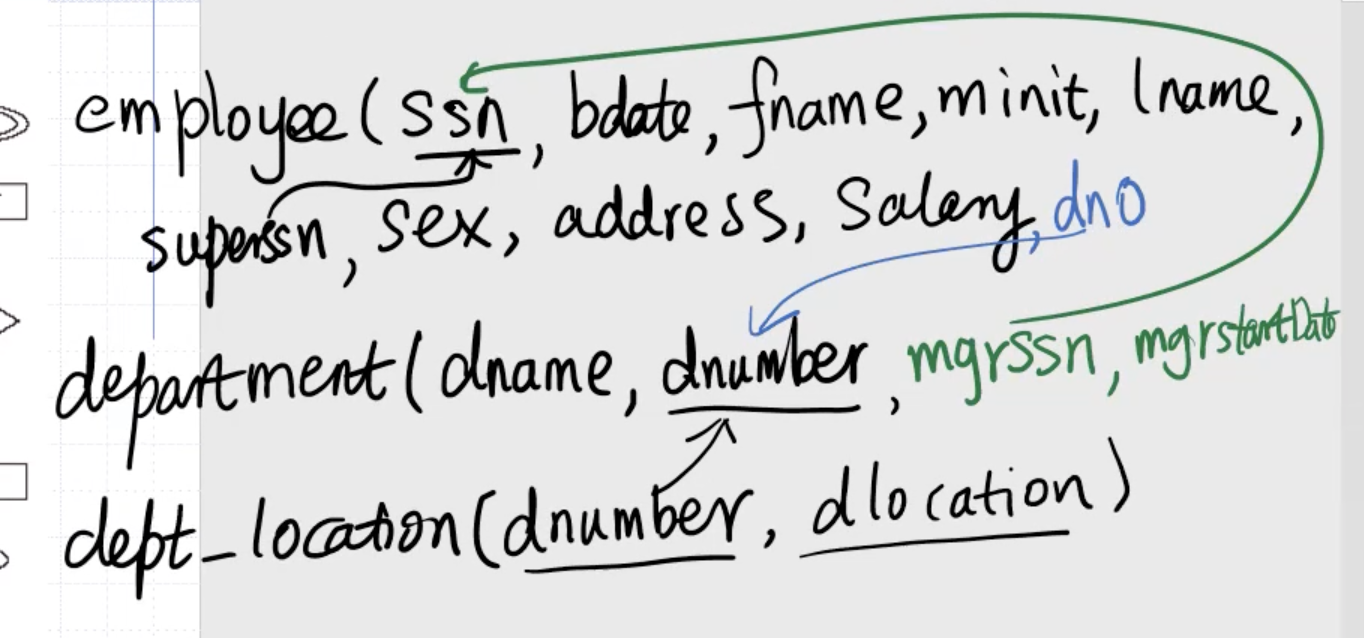 employee(ssn, bdate, fname, minit, lname,
superssn, sex, address, Salary, dno
department(dname, dnumber, mgrssn, mgrstartDate
dept_location(dnumber, dlocation)